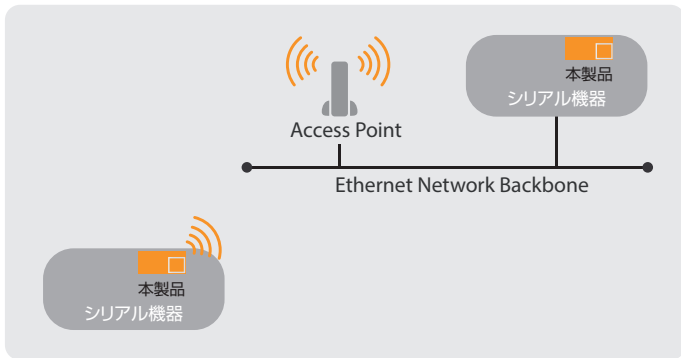 本製品
シリアル機器
Access Point
Ethernet Network Backbone
本製品
シリアル機器